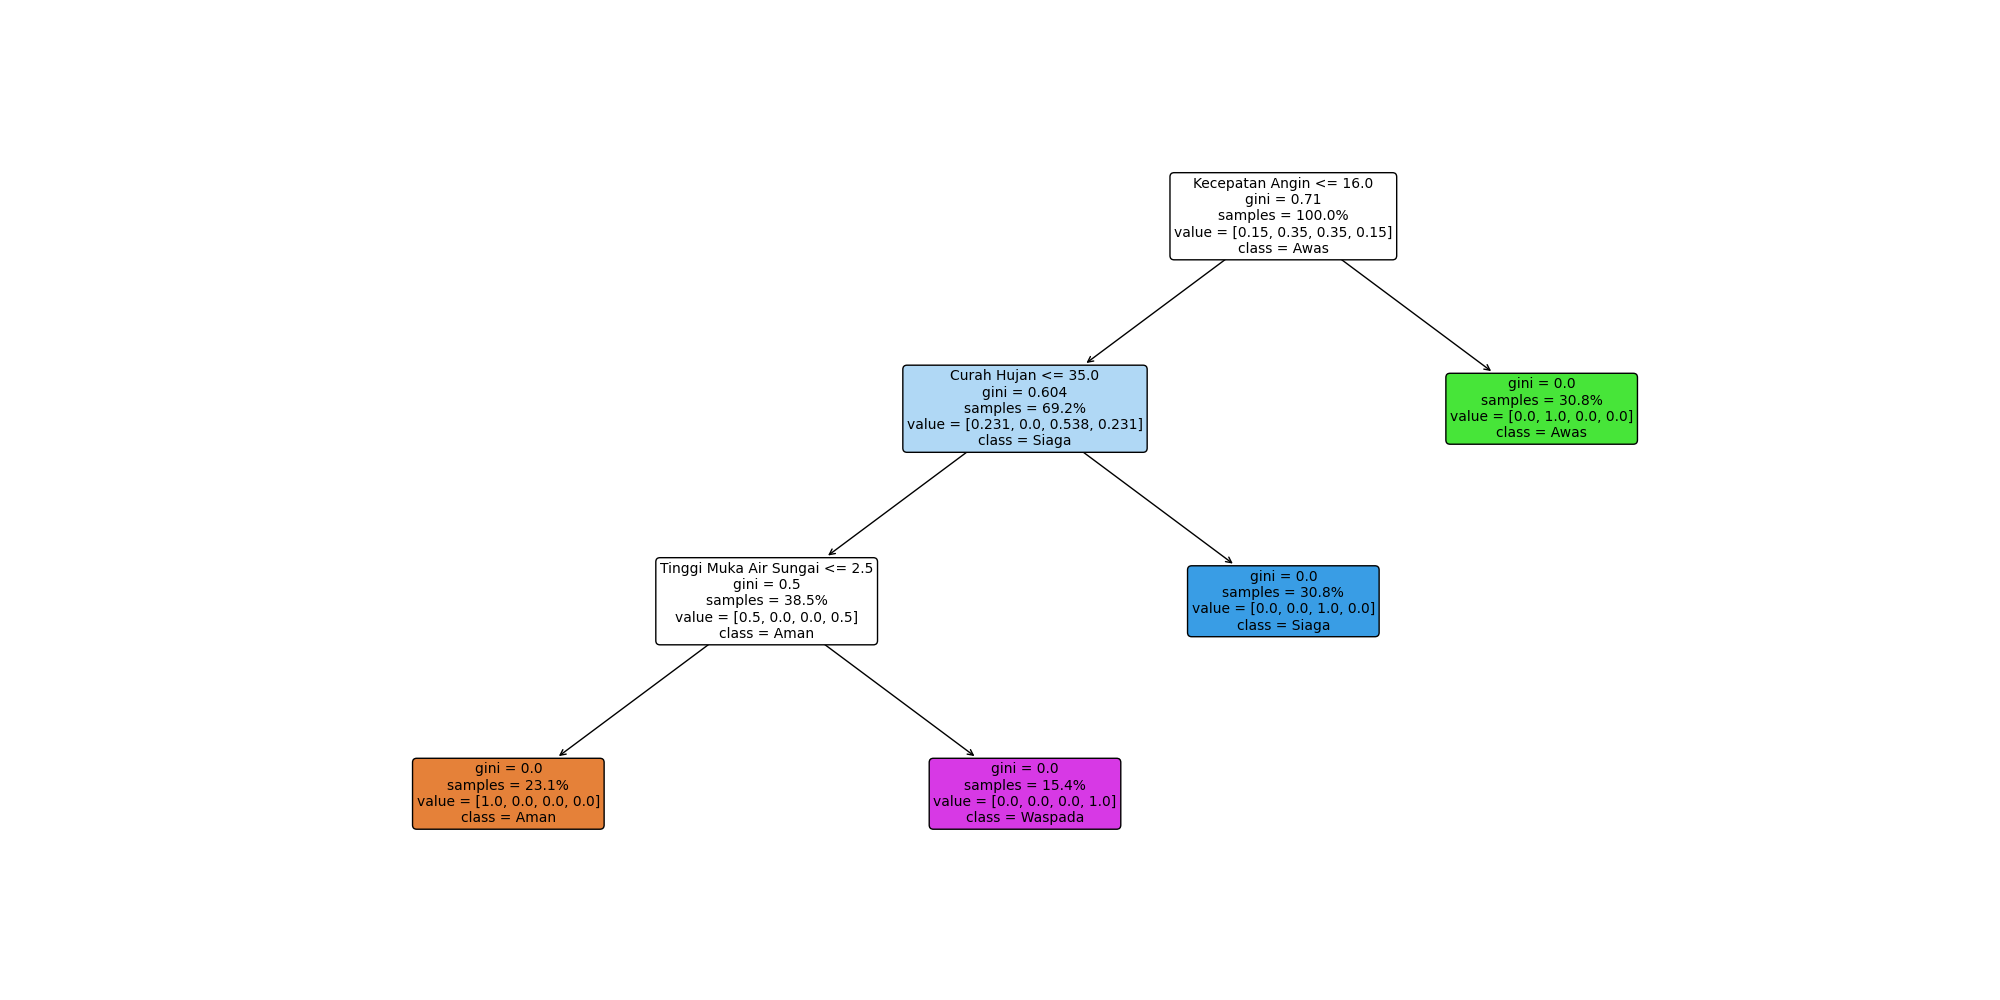 Kecepatan Angin <= 16.0
gini = 0.71
samples = 100.0%
value = [0.15, 0.35, 0.35, 0.15]
class = Awas
Curah Hujan <= 35.0
gini = 0.604
samples = 69.2%
value = [0.231, 0.0, 0.538, 0.231]
class = Siaga
gini = 0.0
samples = 30.8%
value = [0.0, 1.0, 0.0, 0.0]
class = Awas
Tinggi Muka Air Sungai <= 2.5
gini = 0.5
samples = 38.5%
value = [0.5, 0.0, 0.0, 0.5]
class = Aman
gini = 0.0
samples = 30.8%
value = [0.0, 0.0, 1.0, 0.0]
class = Siaga
gini = 0.0
samples = 23.1%
value = [1.0, 0.0, 0.0, 0.0]
class = Aman
gini = 0.0
samples = 15.4%
value = [0.0, 0.0, 0.0, 1.0]
class = Waspada